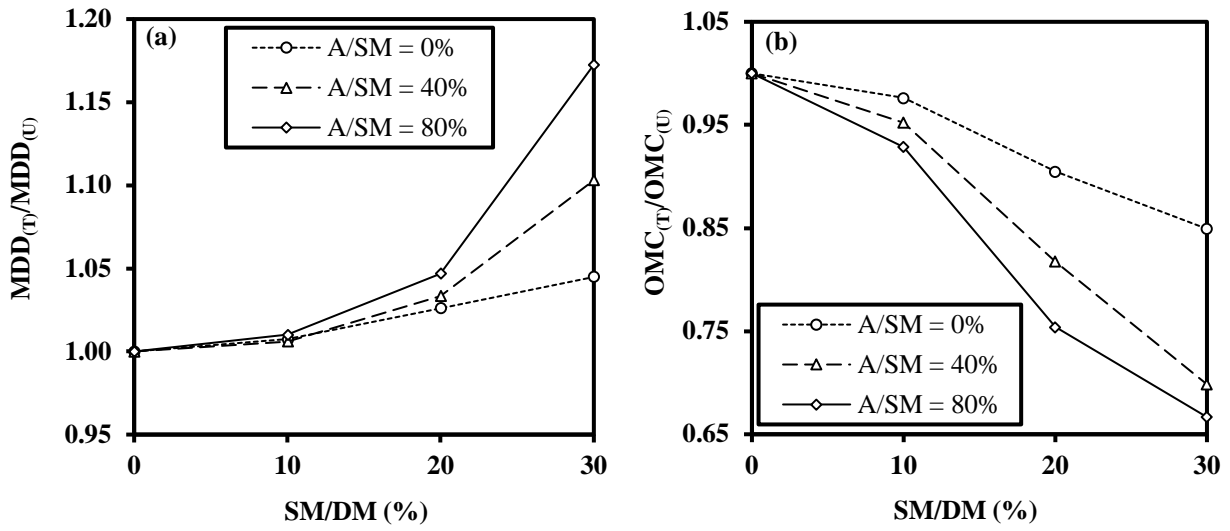 (a)
A/SM = 0%
A/SM = 40%
A/SM = 80%
1.20
1.15
1.10
1.05
1.00
0.95
MDD(T)/MDD(U)
0
10
20
30
SM/DM (%)
(b)
A/SM = 0%
A/SM = 40%
A/SM = 80%
1.05
0.95
0.85
0.75
0.65
OMC(T)/OMC(U)
0
10
20
30
SM/DM (%)